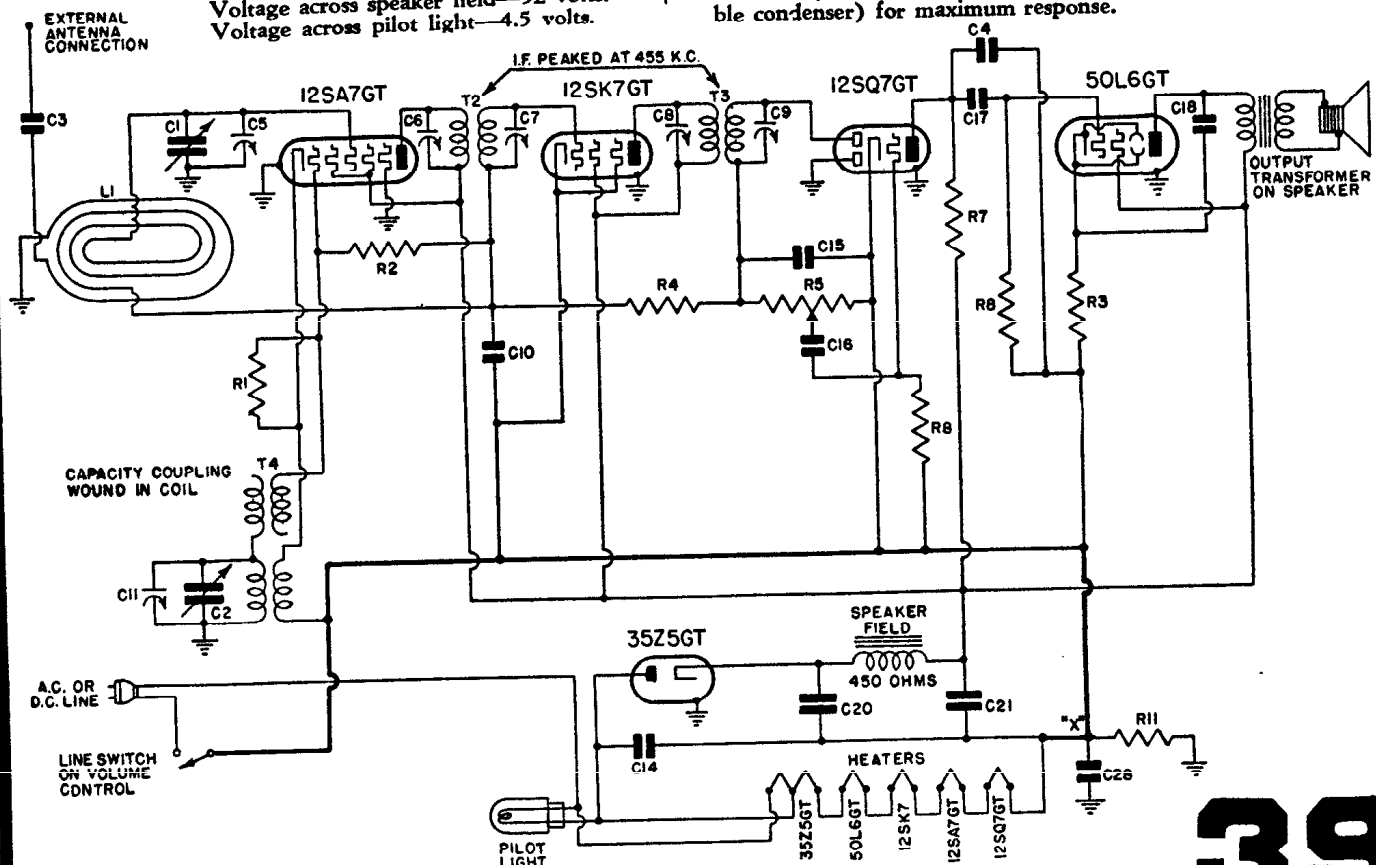 Voltage across speaker field—92 volts.
Voltage across pilot light—4.5 volts.
ble condenser) for maximum response.
EXTERNAL
ANTENNA
CONNECTION
C3
I.F. PEAKED AT 455 K.C.
12SA7GT
T2
12SK7GT
T3
12SQ7GT
C4
50L6GT
C1
C5
C6
C7
C8
C9
C17
C18
OUTPUT
TRANSFORMER
ON SPEAKER
L1
R2
C15
R7
R4
R5
R8
R3
C16
C10
R1
R8
CAPACITY COUPLING
WOUND IN COIL
T4
C11
C2
SPEAKER
FIELD
450 OHMS
35Z5GT
A.C. OR
D.C. LINE
C20
C21
"X"
R11
LINE SWITCH
ON VOLUME
CONTROL
C14
HEATERS
C28
35Z5GT
50L6GT
12SK7
12SA7GT
12SQ7GT
PILOT
LIGHT
39